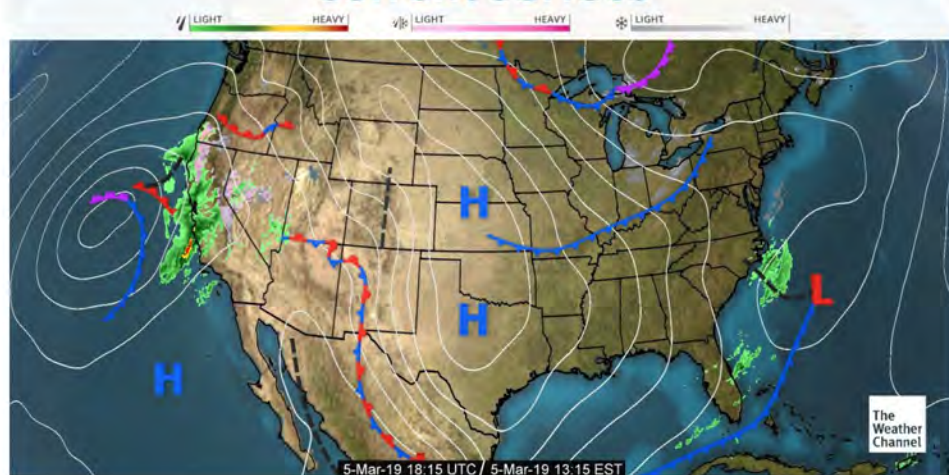 LIGHT HEAVY LIGHT HEAVY LIGHT HEAVY
H
H
H
L
The
Weather
Channel
5-Mar-19 18:15 UTC / 5-Mar-19 13:15 EST